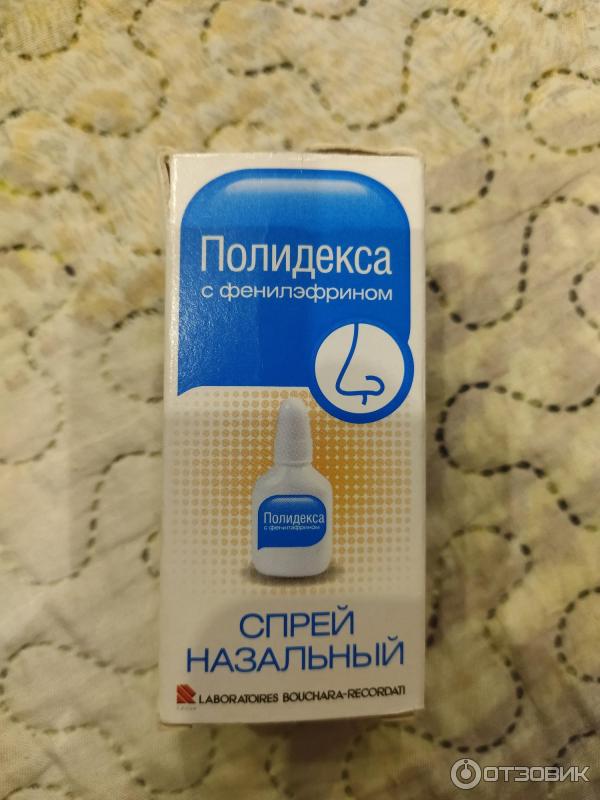 Полидекса
с фенилэфрином
Полидекса
с фенилэфрином
СПРЕЙ
НАЗАЛЬНЫЙ
LABORATOIRES BOUCHARA-RECORDATI
ОТЗОВИК